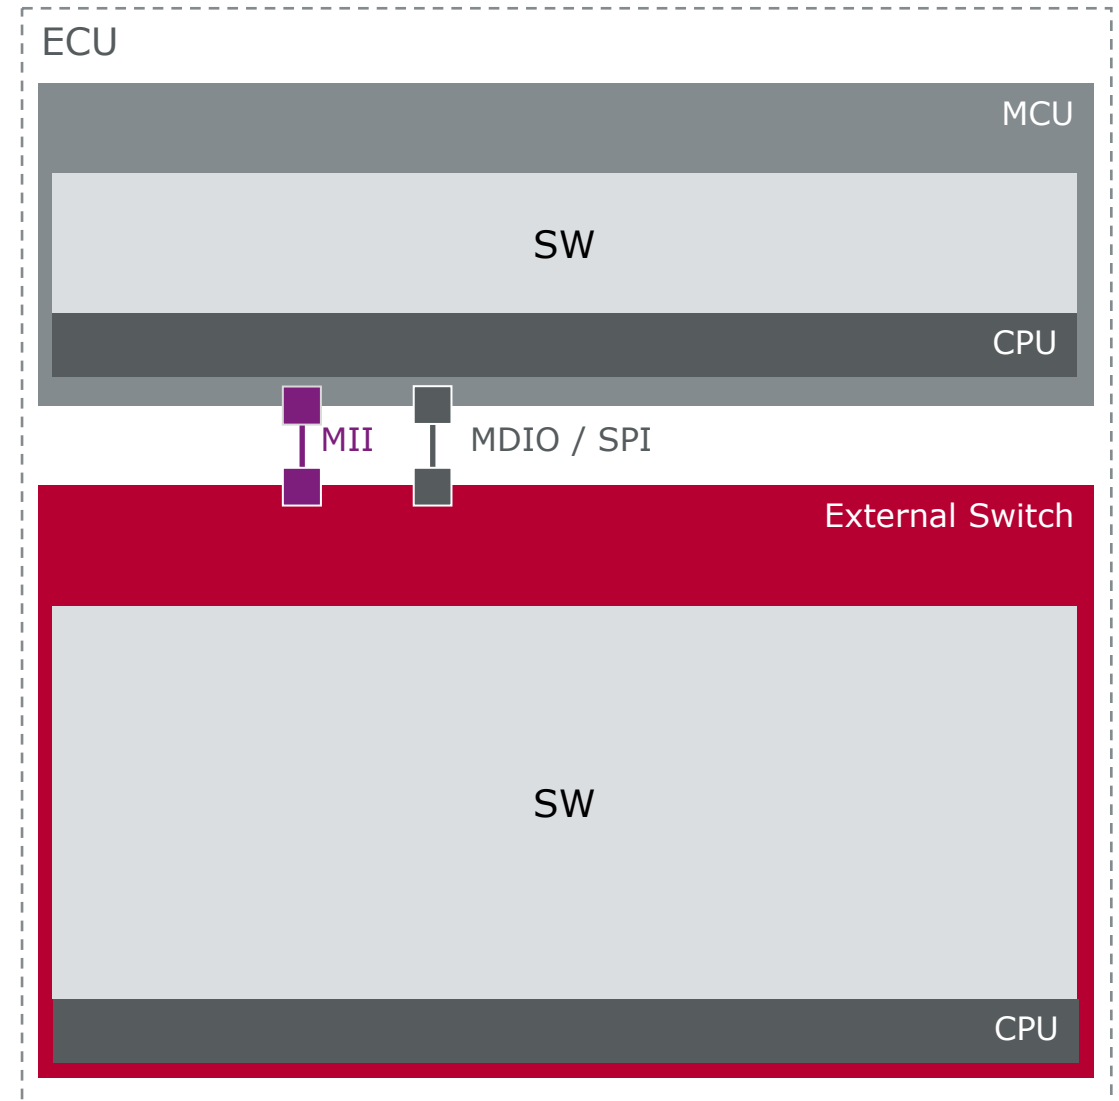 ECU
MCU
SW
CPU
MII
MDIO / SPI
External Switch
SW
CPU